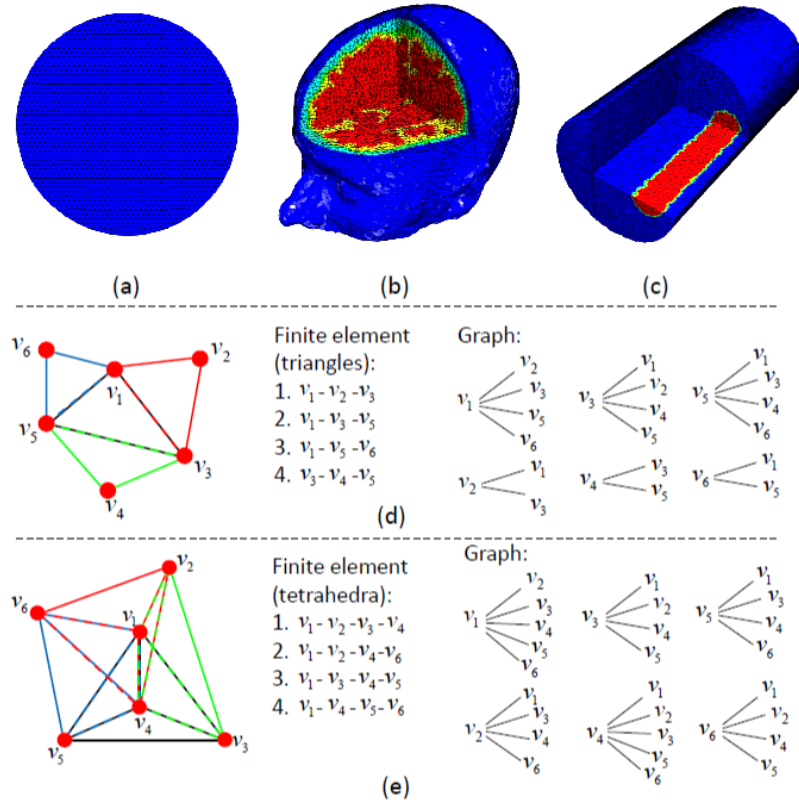 (a)
(b)
(c)
v₆
v₂
v₁
v₅
v₃
v₄
Finite element
(triangles):
1. v₁ - v₂ - v₃
2. v₁ - v₃ - v₅
3. v₁ - v₅ - v₆
4. v₃ - v₄ - v₅
Graph:
v₁
v₂
v₃
v₅
v₆
v₃
v₁
v₂
v₄
v₅
v₅
v₁
v₃
v₄
v₆
v₂
v₁
v₃
v₄
v₃
v₅
v₆
v₁
v₅
(d)
v₂
v₆
v₁
v₄
v₅
v₃
Finite element
(tetrahedra):
1. v₁ - v₂ - v₃ - v₄
2. v₁ - v₂ - v₄ - v₆
3. v₁ - v₃ - v₄ - v₅
4. v₁ - v₄ - v₅ - v₆
Graph:
v₁
v₂
v₃
v₄
v₅
v₆
v₃
v₁
v₂
v₄
v₅
v₅
v₁
v₃
v₄
v₆
v₂
v₁
v₃
v₄
v₆
v₄
v₁
v₂
v₃
v₅
v₆
v₆
v₁
v₂
v₄
v₅
(e)